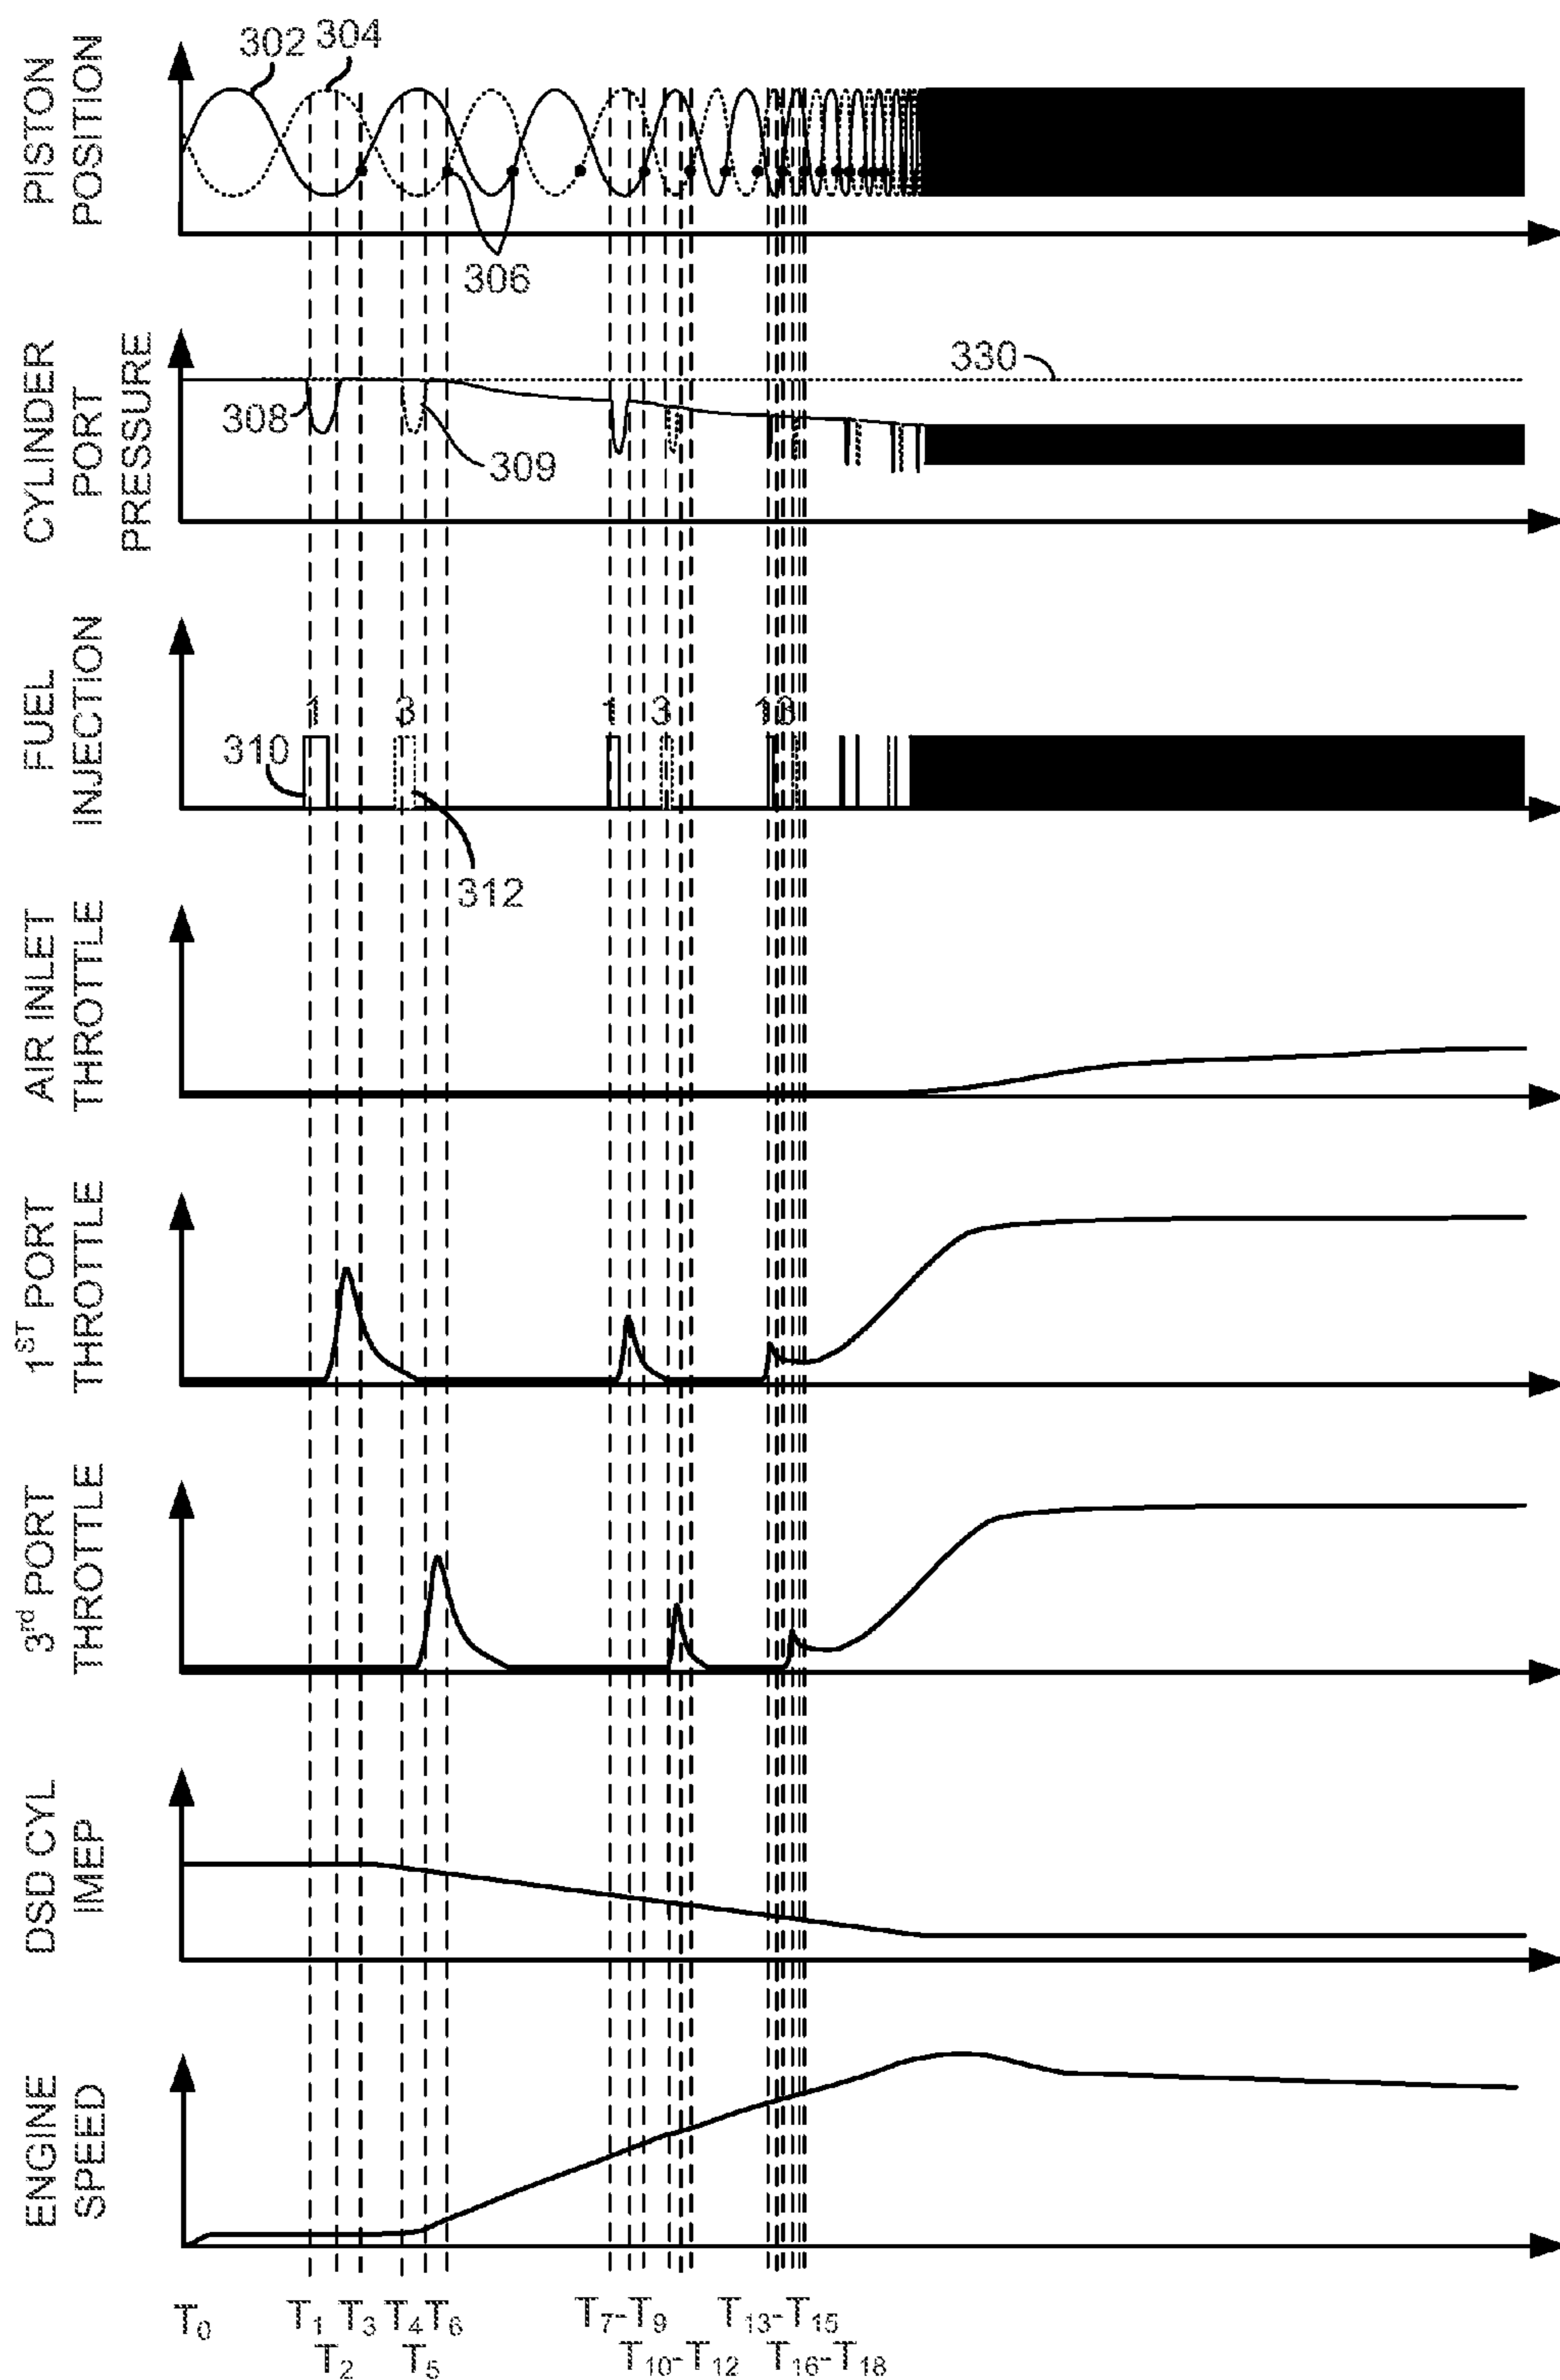 302 304
PISTON
POSITION
306
CYLINDER
PORT
PRESSURE
330
308
309
FUEL
INJECTION
1 3 1 3 1 3
310
312
AIR INLET
THROTTLE
1ST PORT
THROTTLE
3rd PORT
THROTTLE
DSD CYL
IMEP
ENGINE
SPEED
T0 T1 T3 T4 T6 T7-T9 T13-T15
T2 T5 T10-T12 T16-T18